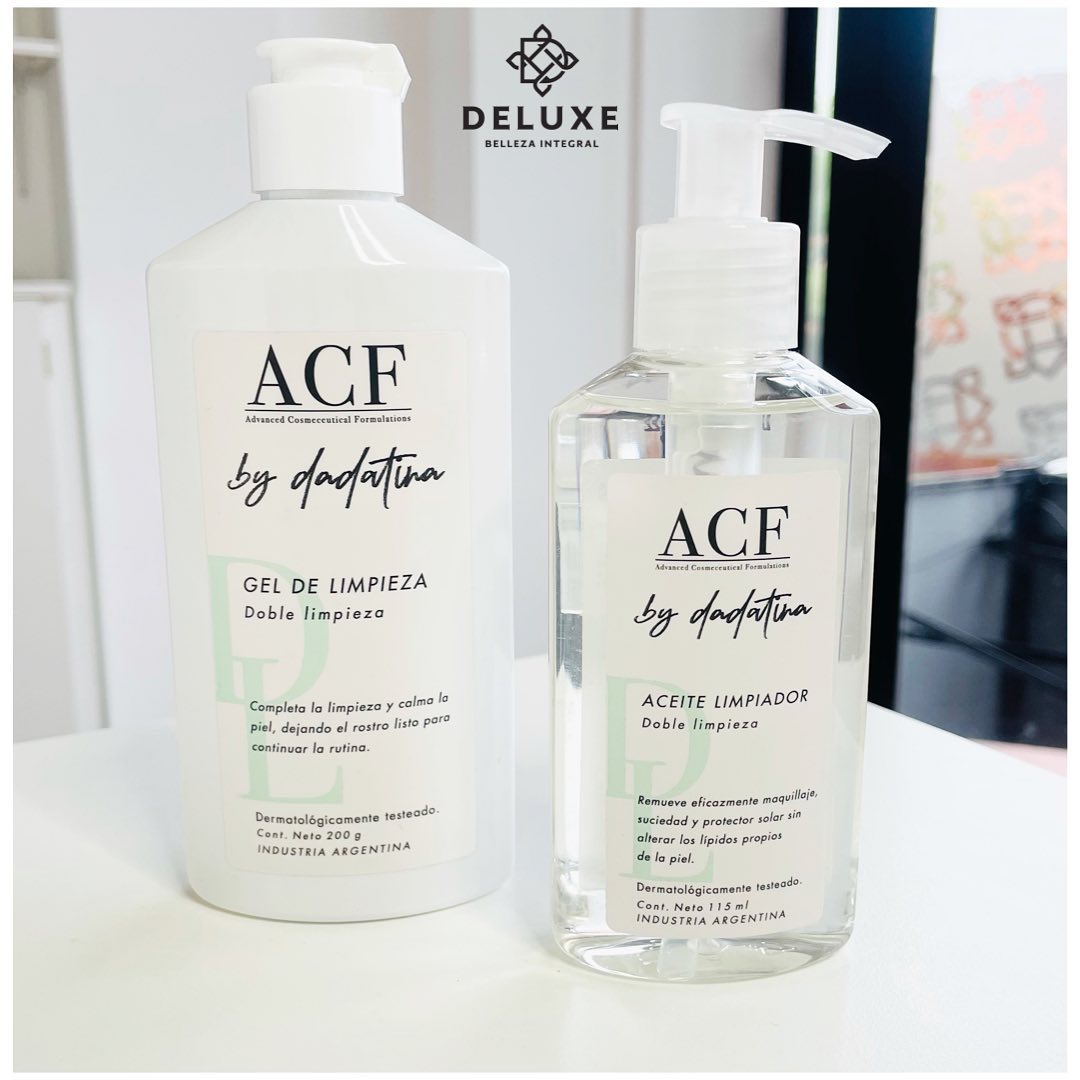 DELUXE
BELLEZA INTEGRAL
ACF
Advanced Cosmeceutical Formulations
by dadatina
GEL DE LIMPIEZA
Doble limpieza
Completa la limpieza y calma la
piel, dejando el rostro listo para
continuar la rutina.
Dermatológicamente testeado.
Cont. Neto 200 g
INDUSTRIA ARGENTINA
DL
ACF
Advanced Cosmeceutical Formulations
by dadatina
ACEITE LIMPIADOR
Doble limpieza
Remueve eficazmente maquillaje,
suciedad y protector solar sin
alterar los lípidos propios
de la piel.
Dermatológicamente testeado.
Cont. Neto 115 ml
INDUSTRIA ARGENTINA
DL